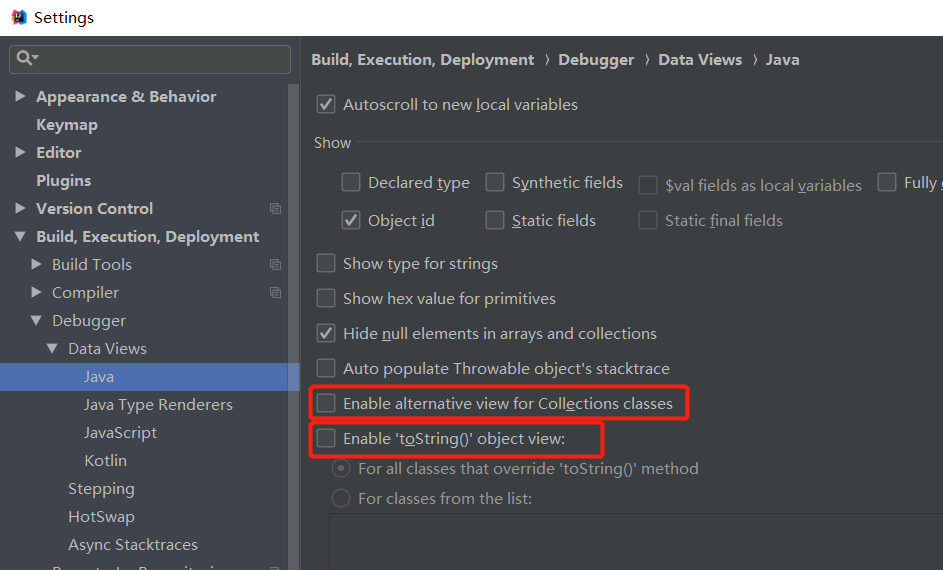 Settings
Appearance & Behavior
Keymap
Editor
Plugins
Version Control
Build, Execution, Deployment
Build Tools
Compiler
Debugger
Data Views
Java
Java Type Renderers
JavaScript
Kotlin
Stepping
HotSwap
Async Stacktraces
Build, Execution, Deployment › Debugger › Data Views › Java
Autoscroll to new local variables
Show
Declared type Synthetic fields $val fields as local variables Fully
Object id Static fields Static final fields
Show type for strings
Show hex value for primitives
Hide null elements in arrays and collections
Auto populate Throwable object's stacktrace
Enable alternative view for Collections classes
Enable 'toString()' object view:
For all classes that override 'toString()' method
For classes from the list: